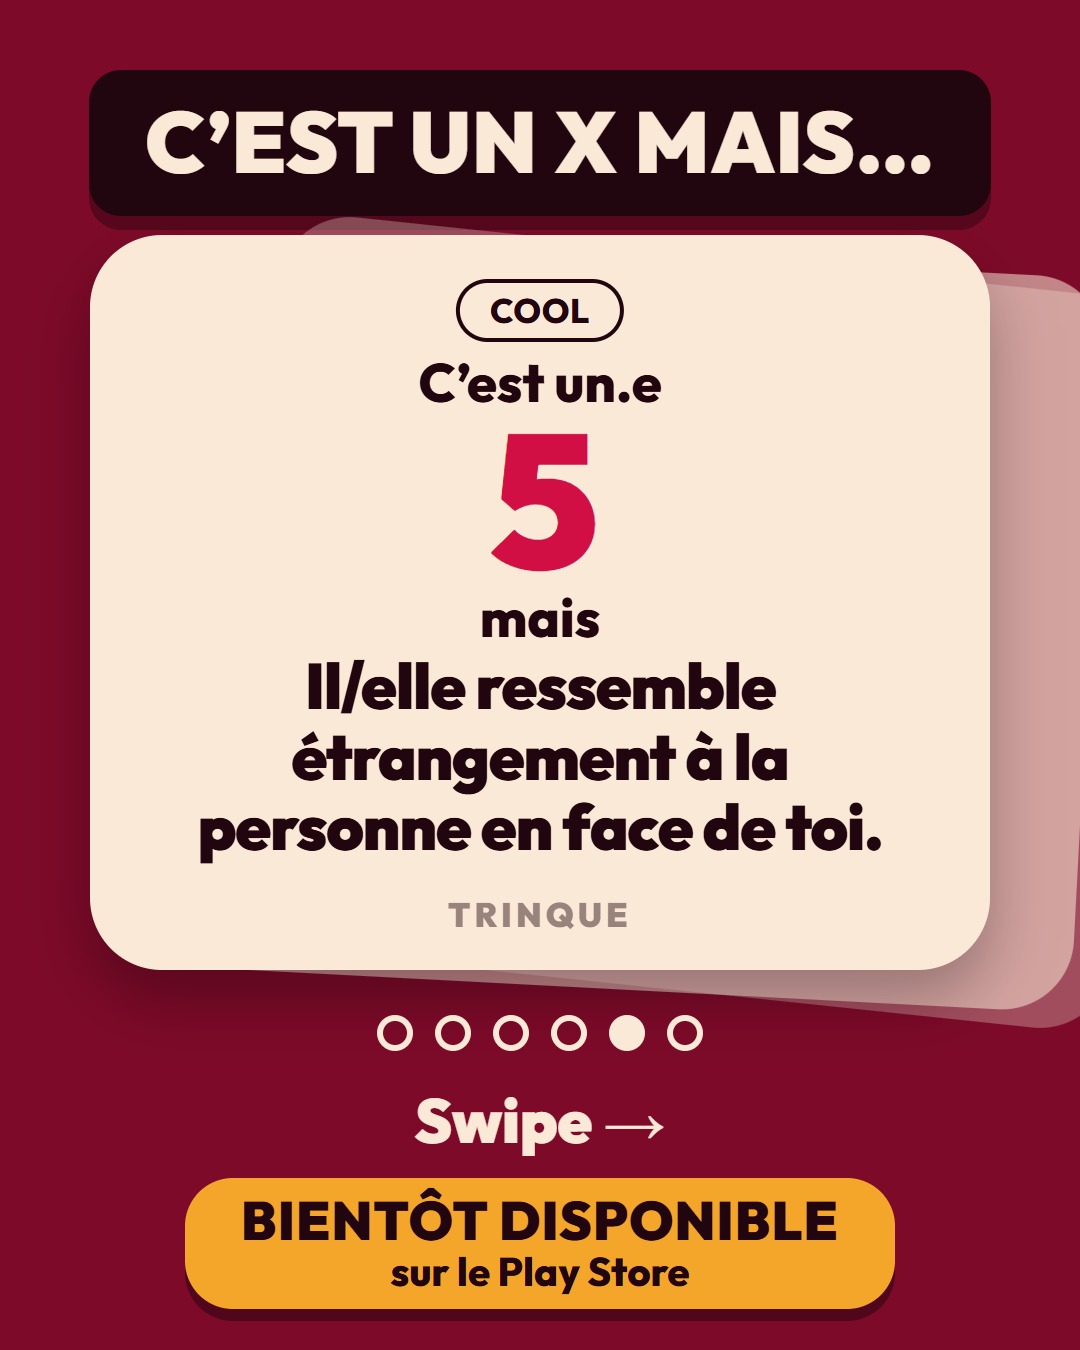 C’EST UN X MAIS...
COOL
C’est un.e
5
mais
Il/elle ressemble
étrangement à la
personne en face de toi.
TRINQUE
Swipe →
BIENTÔT DISPONIBLE
sur le Play Store